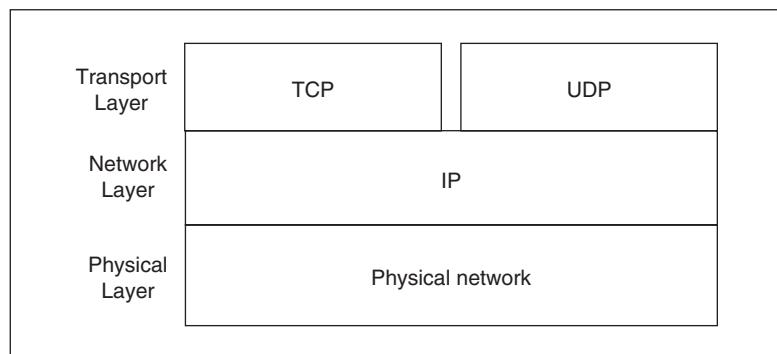 Transport
Layer
TCP
UDP
Network
Layer
IP
Physical
Layer
Physical network